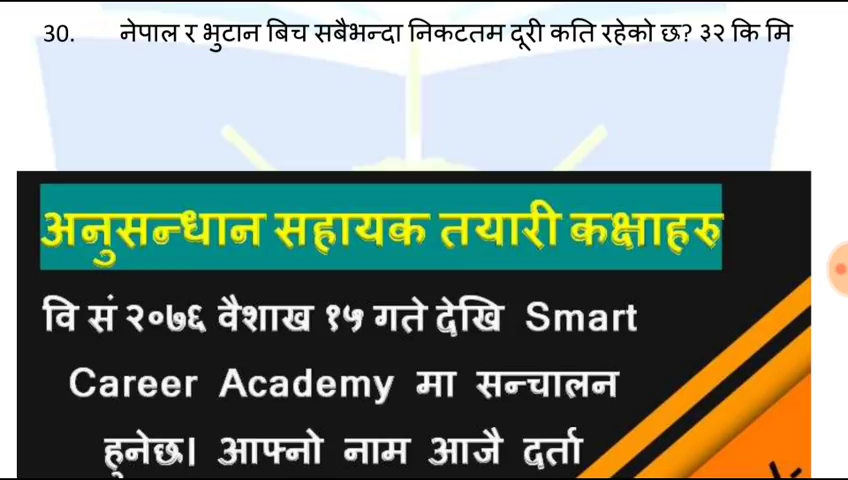 30. नेपाल र भुटान बिच सबैभन्दा निकटतम दूरी कति रहेको छ? ३२ कि मि
अनुसन्धान सहायक तयारी कक्षाहरु
वि सं २०७६ वैशाख १५ गते देखि Smart
Career Academy मा सन्चालन
हुनेछ। आफ्नो नाम आजै दर्ता